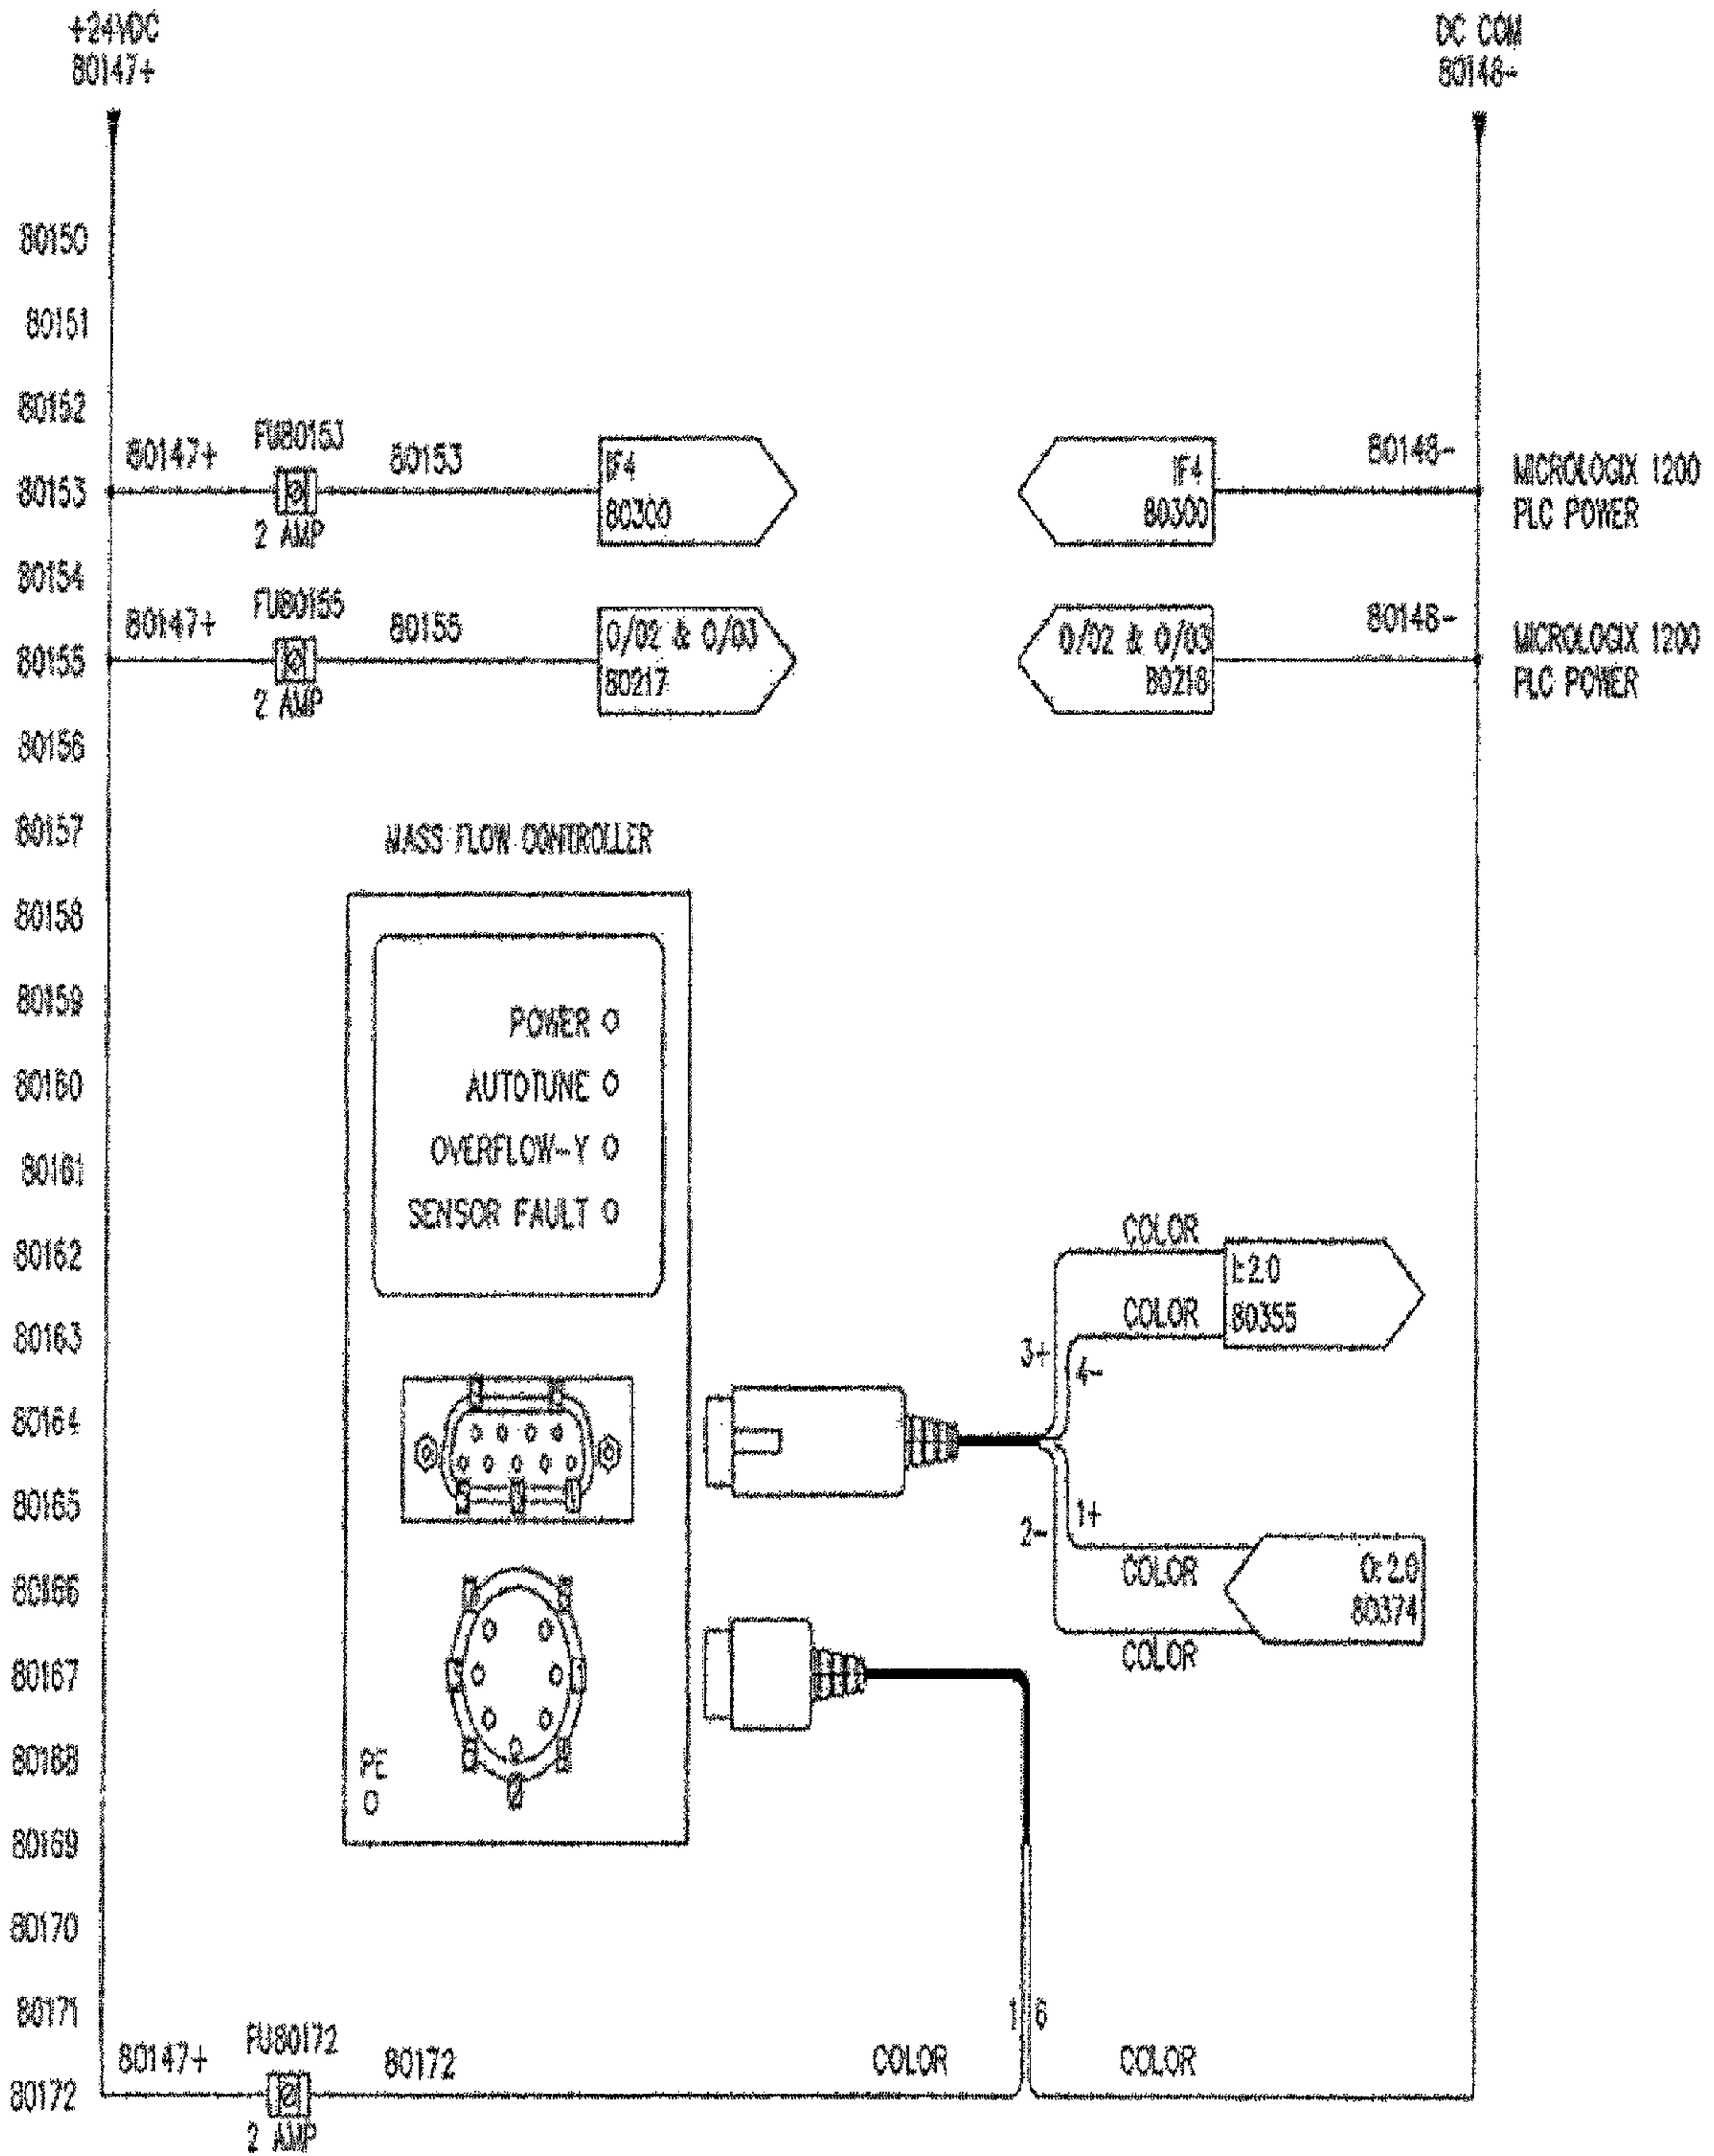 +24VDC
80147+
DC COM
80148-
80150
80151
80152
80153
80147+
FU80153
2 AMP
80153
IF4
80300
IF4
80300
80148-
MICROLOGIX 1200
PLC POWER
80154
80155
80147+
FU80155
2 AMP
80155
O/02 & O/03
80217
O/02 & O/03
80218
80148-
MICROLOGIX 1200
PLC POWER
80156
80157
MASS FLOW CONTROLLER
80158
80159
POWER
80160
AUTOTUNE
80161
OVERFLOW-Y
SENSOR FAULT
80162
COLOR
I:2.0
80355
80163
COLOR
3+
4-
80164
80165
1+
2-
80166
COLOR
O:2.0
80374
COLOR
80167
80168
PE
80169
80170
80171
1
6
80172
80147+
FU80172
2 AMP
80172
COLOR
COLOR